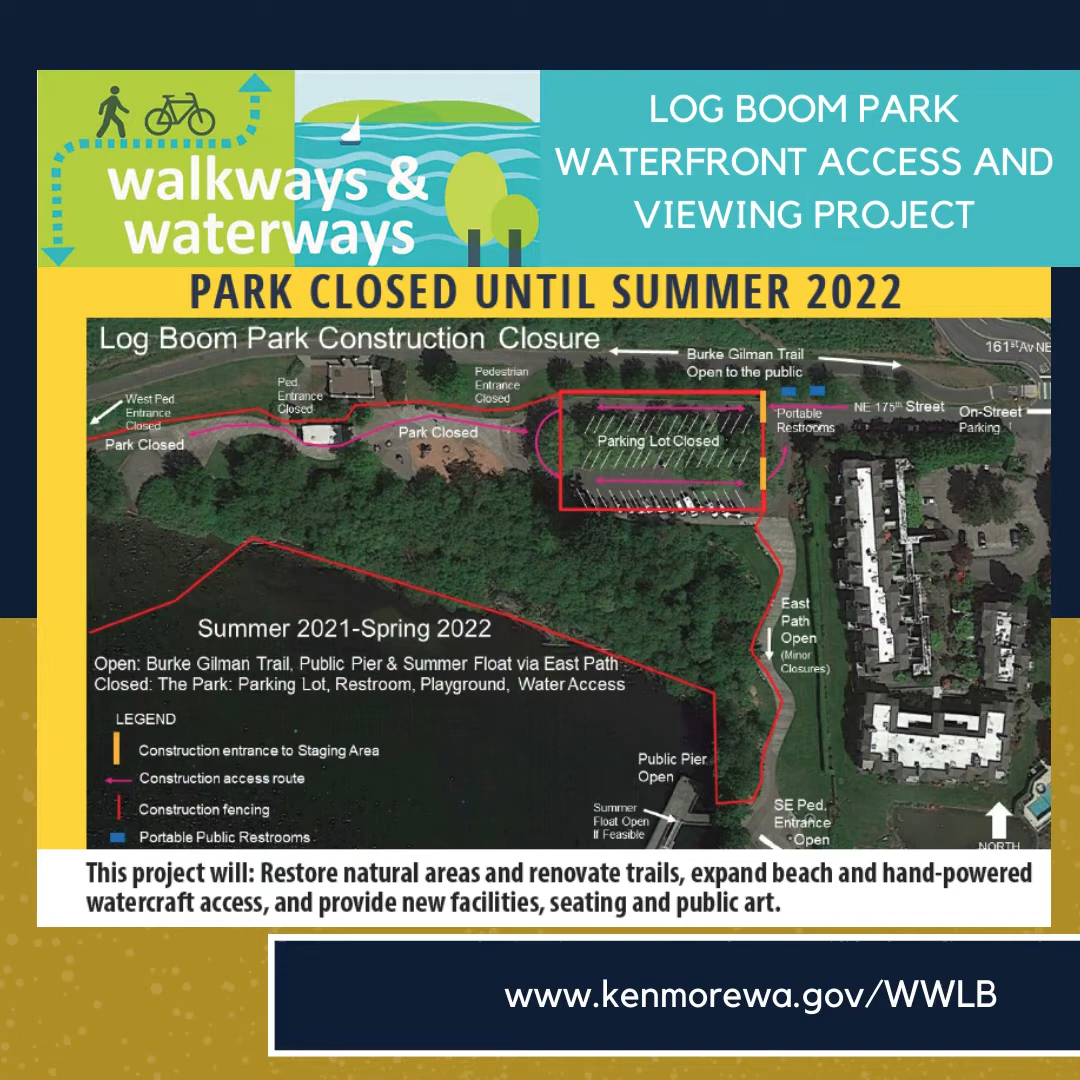 walkways &
waterways
LOG BOOM PARK
WATERFRONT ACCESS AND
VIEWING PROJECT
PARK CLOSED UNTIL SUMMER 2022
Log Boom Park Construction Closure
Burke Gilman Trail
Open to the public
161st Av NE
West Ped.
Entrance
Closed
Park Closed
Ped.
Entrance
Closed
Pedestrian
Entrance
Closed
Park Closed
Parking Lot Closed
Portable
Restrooms
NE 175th Street
On-Street
Parking
East
Path
Open
(Minor
Closures)
Summer 2021-Spring 2022
Open: Burke Gilman Trail, Public Pier & Summer Float via East Path
Closed: The Park: Parking Lot, Restroom, Playground, Water Access
LEGEND
Construction entrance to Staging Area
Construction access route
Construction fencing
Portable Public Restrooms
Public Pier
Open
Summer
Float Open
If Feasible
SE Ped.
Entrance
Open
NORTH
This project will: Restore natural areas and renovate trails, expand beach and hand-powered
watercraft access, and provide new facilities, seating and public art.
www.kenmorewa.gov/WWLB